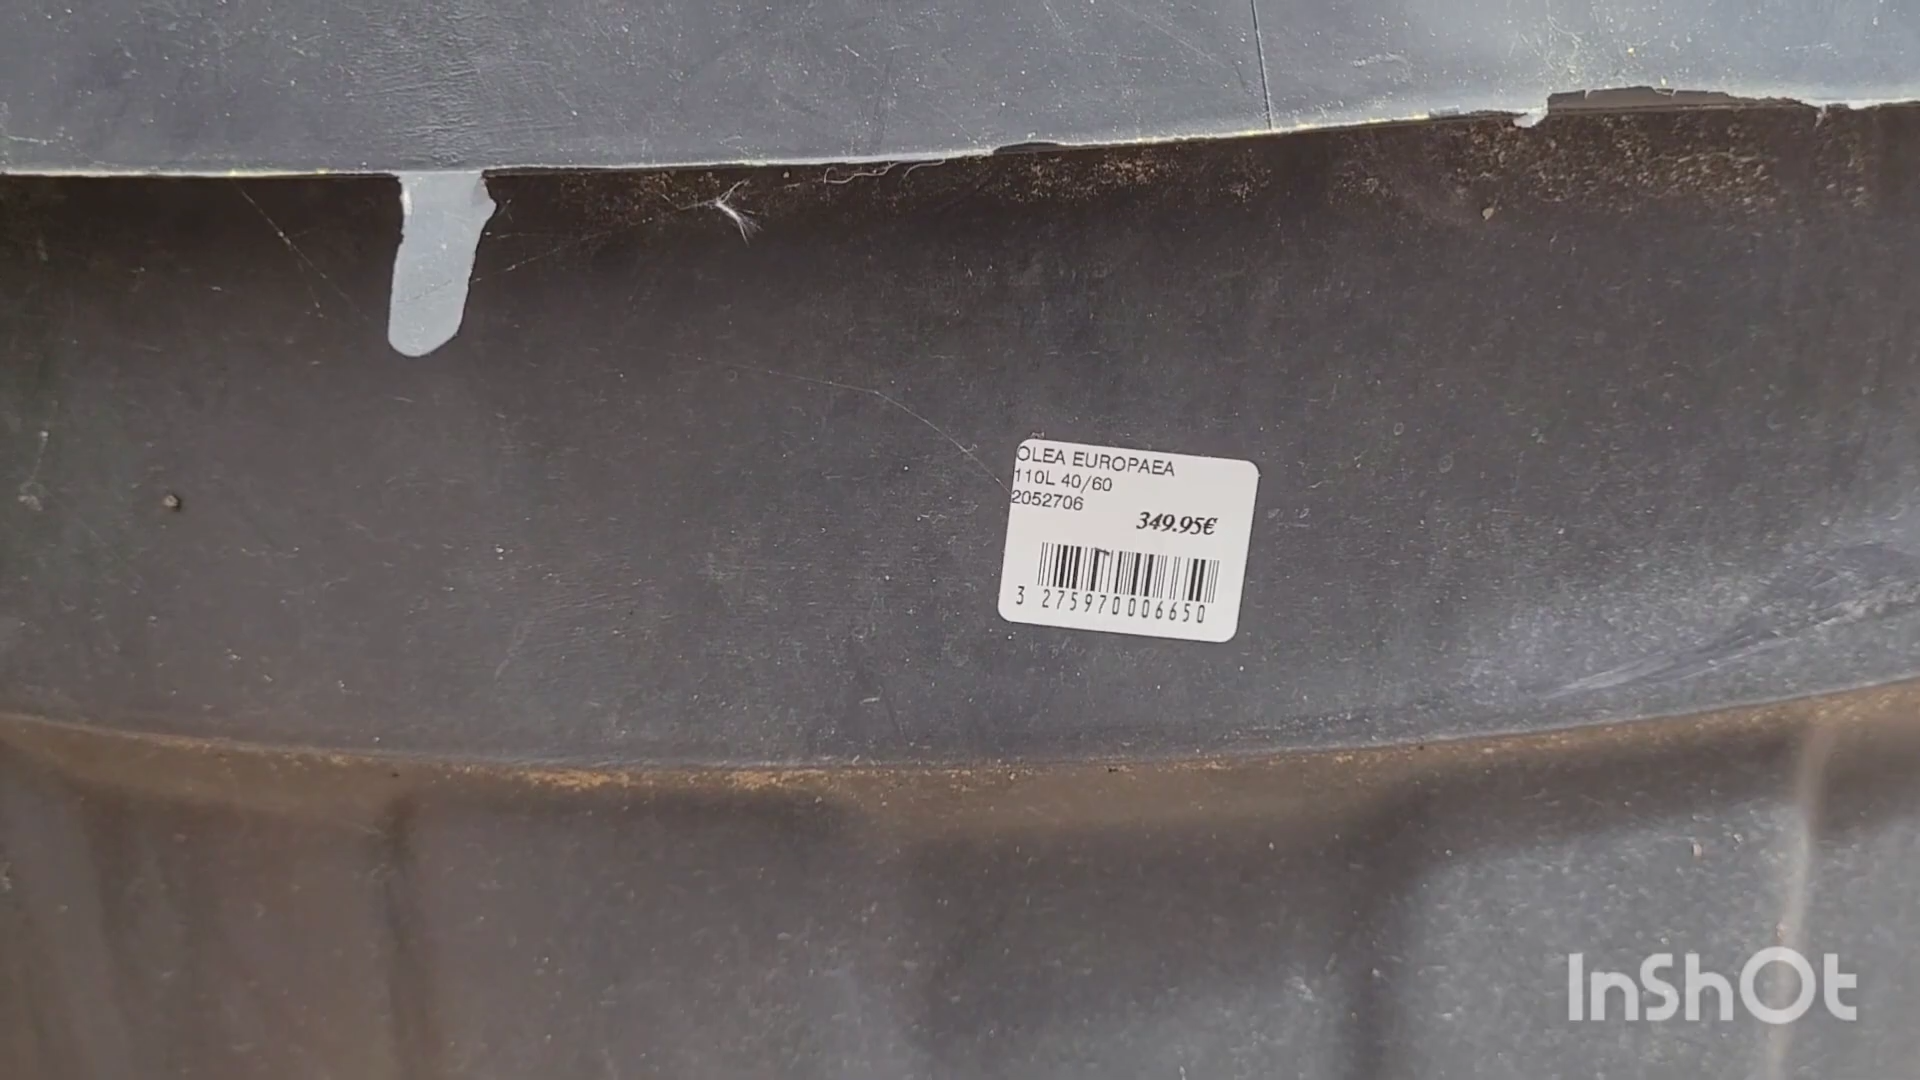 OLEA EUROPAEA
110L 40/60
2052706
349.95€
3 275970006650
InShOt